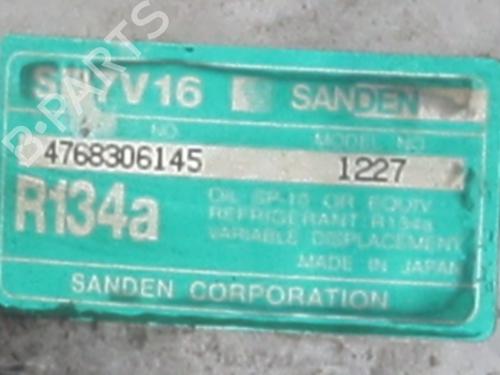 SD7V16 SANDEN
NO. MODEL NO.
4768306145 1227
R134a
OIL SP-10 OR EQUIV
REFRIGERANT R134a
VARIABLE DISPLACEMENT
MADE IN JAPAN
SANDEN CORPORATION
B-PARTS